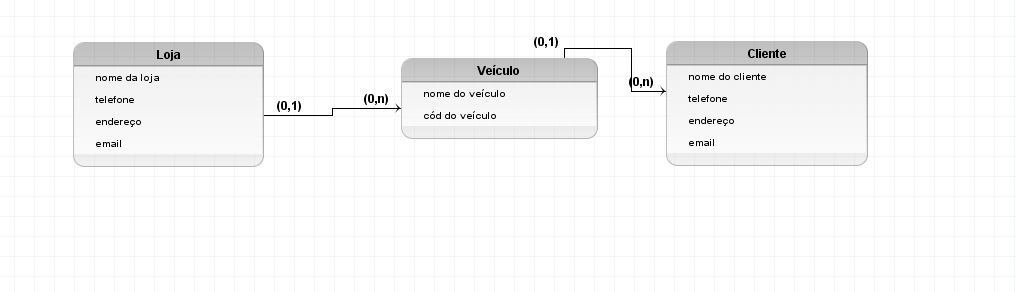 Loja
nome da loja
telefone
endereço
email
(0,1)
(0,n)
Veículo
nome do veículo
cód do veículo
(0,1)
(0,n)
Cliente
nome do cliente
telefone
endereço
email